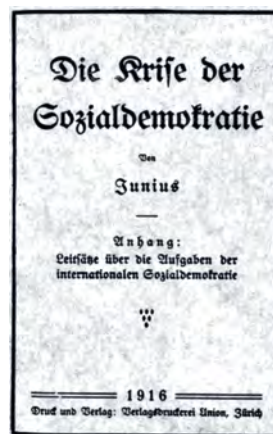 Die Krise der
Sozialdemokratie
Von
Junius
Anhang:
Leitsätze über die Aufgaben der
internationalen Sozialdemokratie
1916
Druck und Verlag: Verlagsdruckerei Union, Zürich